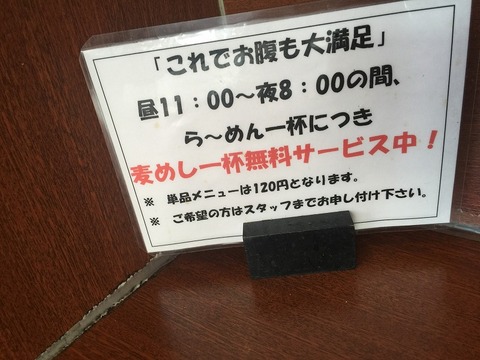 「これでお腹も大満足」
昼11：00～夜8：00の間、
ら～めん一杯につき
麦めし一杯無料サービス中！
※ 単品メニューは120円となります。
※ ご希望の方はスタッフまでお申し付け下さい。